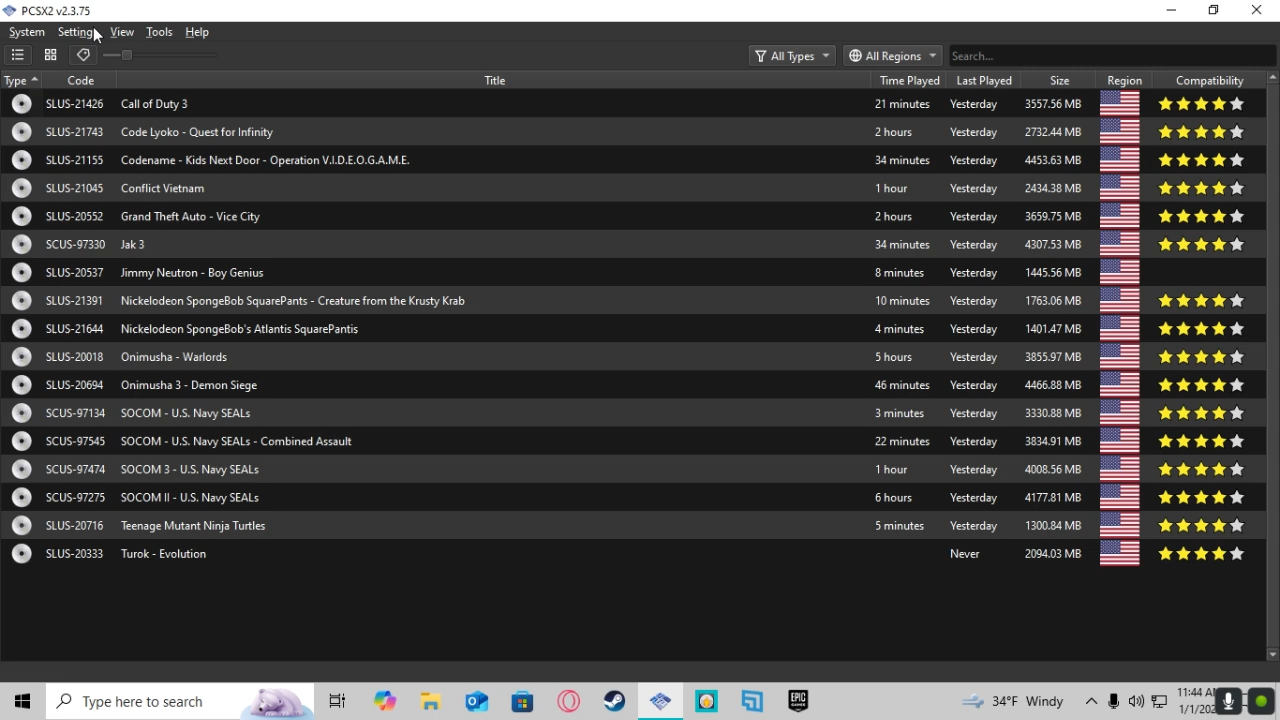 PCSX2 v2.3.75
System Settings View Tools Help
All Types All Regions Search...
Type Code Title Time Played Last Played Size Region Compatibility
SLUS-21426 Call of Duty 3 21 minutes Yesterday 3557.56 MB
SLUS-21743 Code Lyoko - Quest for Infinity 2 hours Yesterday 2732.44 MB
SLUS-21155 Codename - Kids Next Door - Operation V.I.D.E.O.G.A.M.E. 34 minutes Yesterday 4453.63 MB
SLUS-21045 Conflict Vietnam 1 hour Yesterday 2434.38 MB
SLUS-20552 Grand Theft Auto - Vice City 2 hours Yesterday 3659.75 MB
SCUS-97330 Jak 3 34 minutes Yesterday 4307.53 MB
SLUS-20537 Jimmy Neutron - Boy Genius 8 minutes Yesterday 1445.56 MB
SLUS-21391 Nickelodeon SpongeBob SquarePants - Creature from the Krusty Krab 10 minutes Yesterday 1763.06 MB
SLUS-21644 Nickelodeon SpongeBob's Atlantis SquarePantis 4 minutes Yesterday 1401.47 MB
SLUS-20018 Onimusha - Warlords 5 hours Yesterday 3855.97 MB
SLUS-20694 Onimusha 3 - Demon Siege 46 minutes Yesterday 4466.88 MB
SCUS-97134 SOCOM - U.S. Navy SEALs 3 minutes Yesterday 3330.88 MB
SCUS-97545 SOCOM - U.S. Navy SEALs - Combined Assault 22 minutes Yesterday 3834.91 MB
SCUS-97474 SOCOM 3 - U.S. Navy SEALs 1 hour Yesterday 4008.56 MB
SCUS-97275 SOCOM II - U.S. Navy SEALs 6 hours Yesterday 4177.81 MB
SLUS-20716 Teenage Mutant Ninja Turtles 5 minutes Yesterday 1300.84 MB
SLUS-20333 Turok - Evolution Never 2094.03 MB
Type here to search EPIC GAMES 34°F Windy 11:44
1/1/20